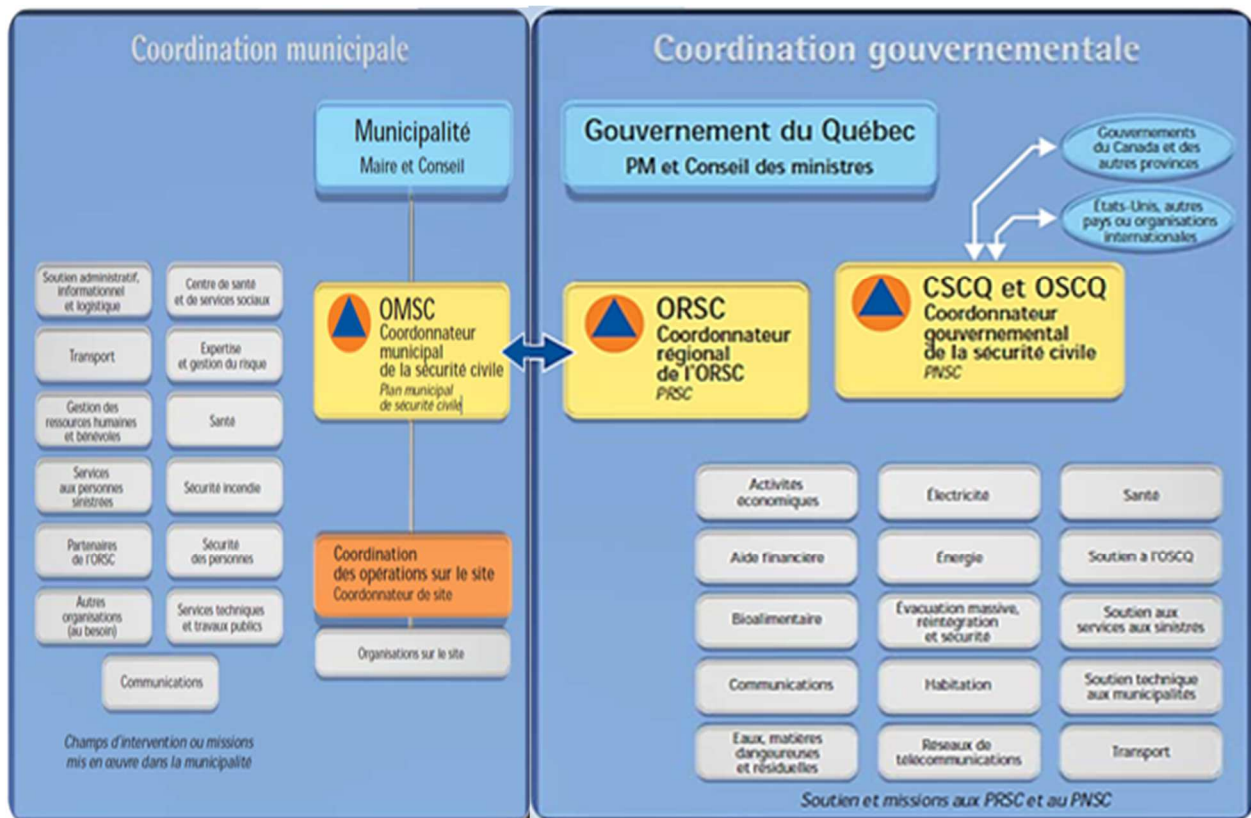 Coordination municipale
Municipalité
Maire et Conseil
Soutien administratif,
informationnel
et logistique
Centre de santé
et de services sociaux
Transport
Expertise
et gestion du risque
Gestion des
ressources humaines
et bénévoles
Santé
Services
aux personnes
sinistrées
Sécurité incendie
Partenaires
de l'ORSC
Sécurité
des personnes
Autres
organisations
(au besoin)
Services techniques
et travaux publics
Communications
Champs d'intervention ou missions
mis en œuvre dans la municipalité
OMSC
Coordonnateur
municipal
de la sécurité civile
Plan municipal
de sécurité civile
Coordination
des opérations sur le site
Coordonnateur de site
Organisations sur le site
Coordination gouvernementale
Gouvernement du Québec
PM et Conseil des ministres
Gouvernements
du Canada et des
autres provinces
États-Unis, autres
pays ou organisations
internationales
ORSC
Coordonnateur
régional
de l'ORSC
PRSC
CSCQ et OSCQ
Coordonnateur
gouvernemental
de la sécurité civile
PNSC
Activités
économiques
Électricité
Santé
Aide financière
Énergie
Soutien à l'OSCQ
Bioalimentaire
Évacuation massive,
réintégration
et sécurité
Soutien aux
services aux sinistrés
Communications
Habitation
Soutien technique
aux municipalités
Eaux, matières
dangereuses
et résiduelles
Réseaux de
télécommunications
Transport
Soutien et missions aux PRSC et au PNSC